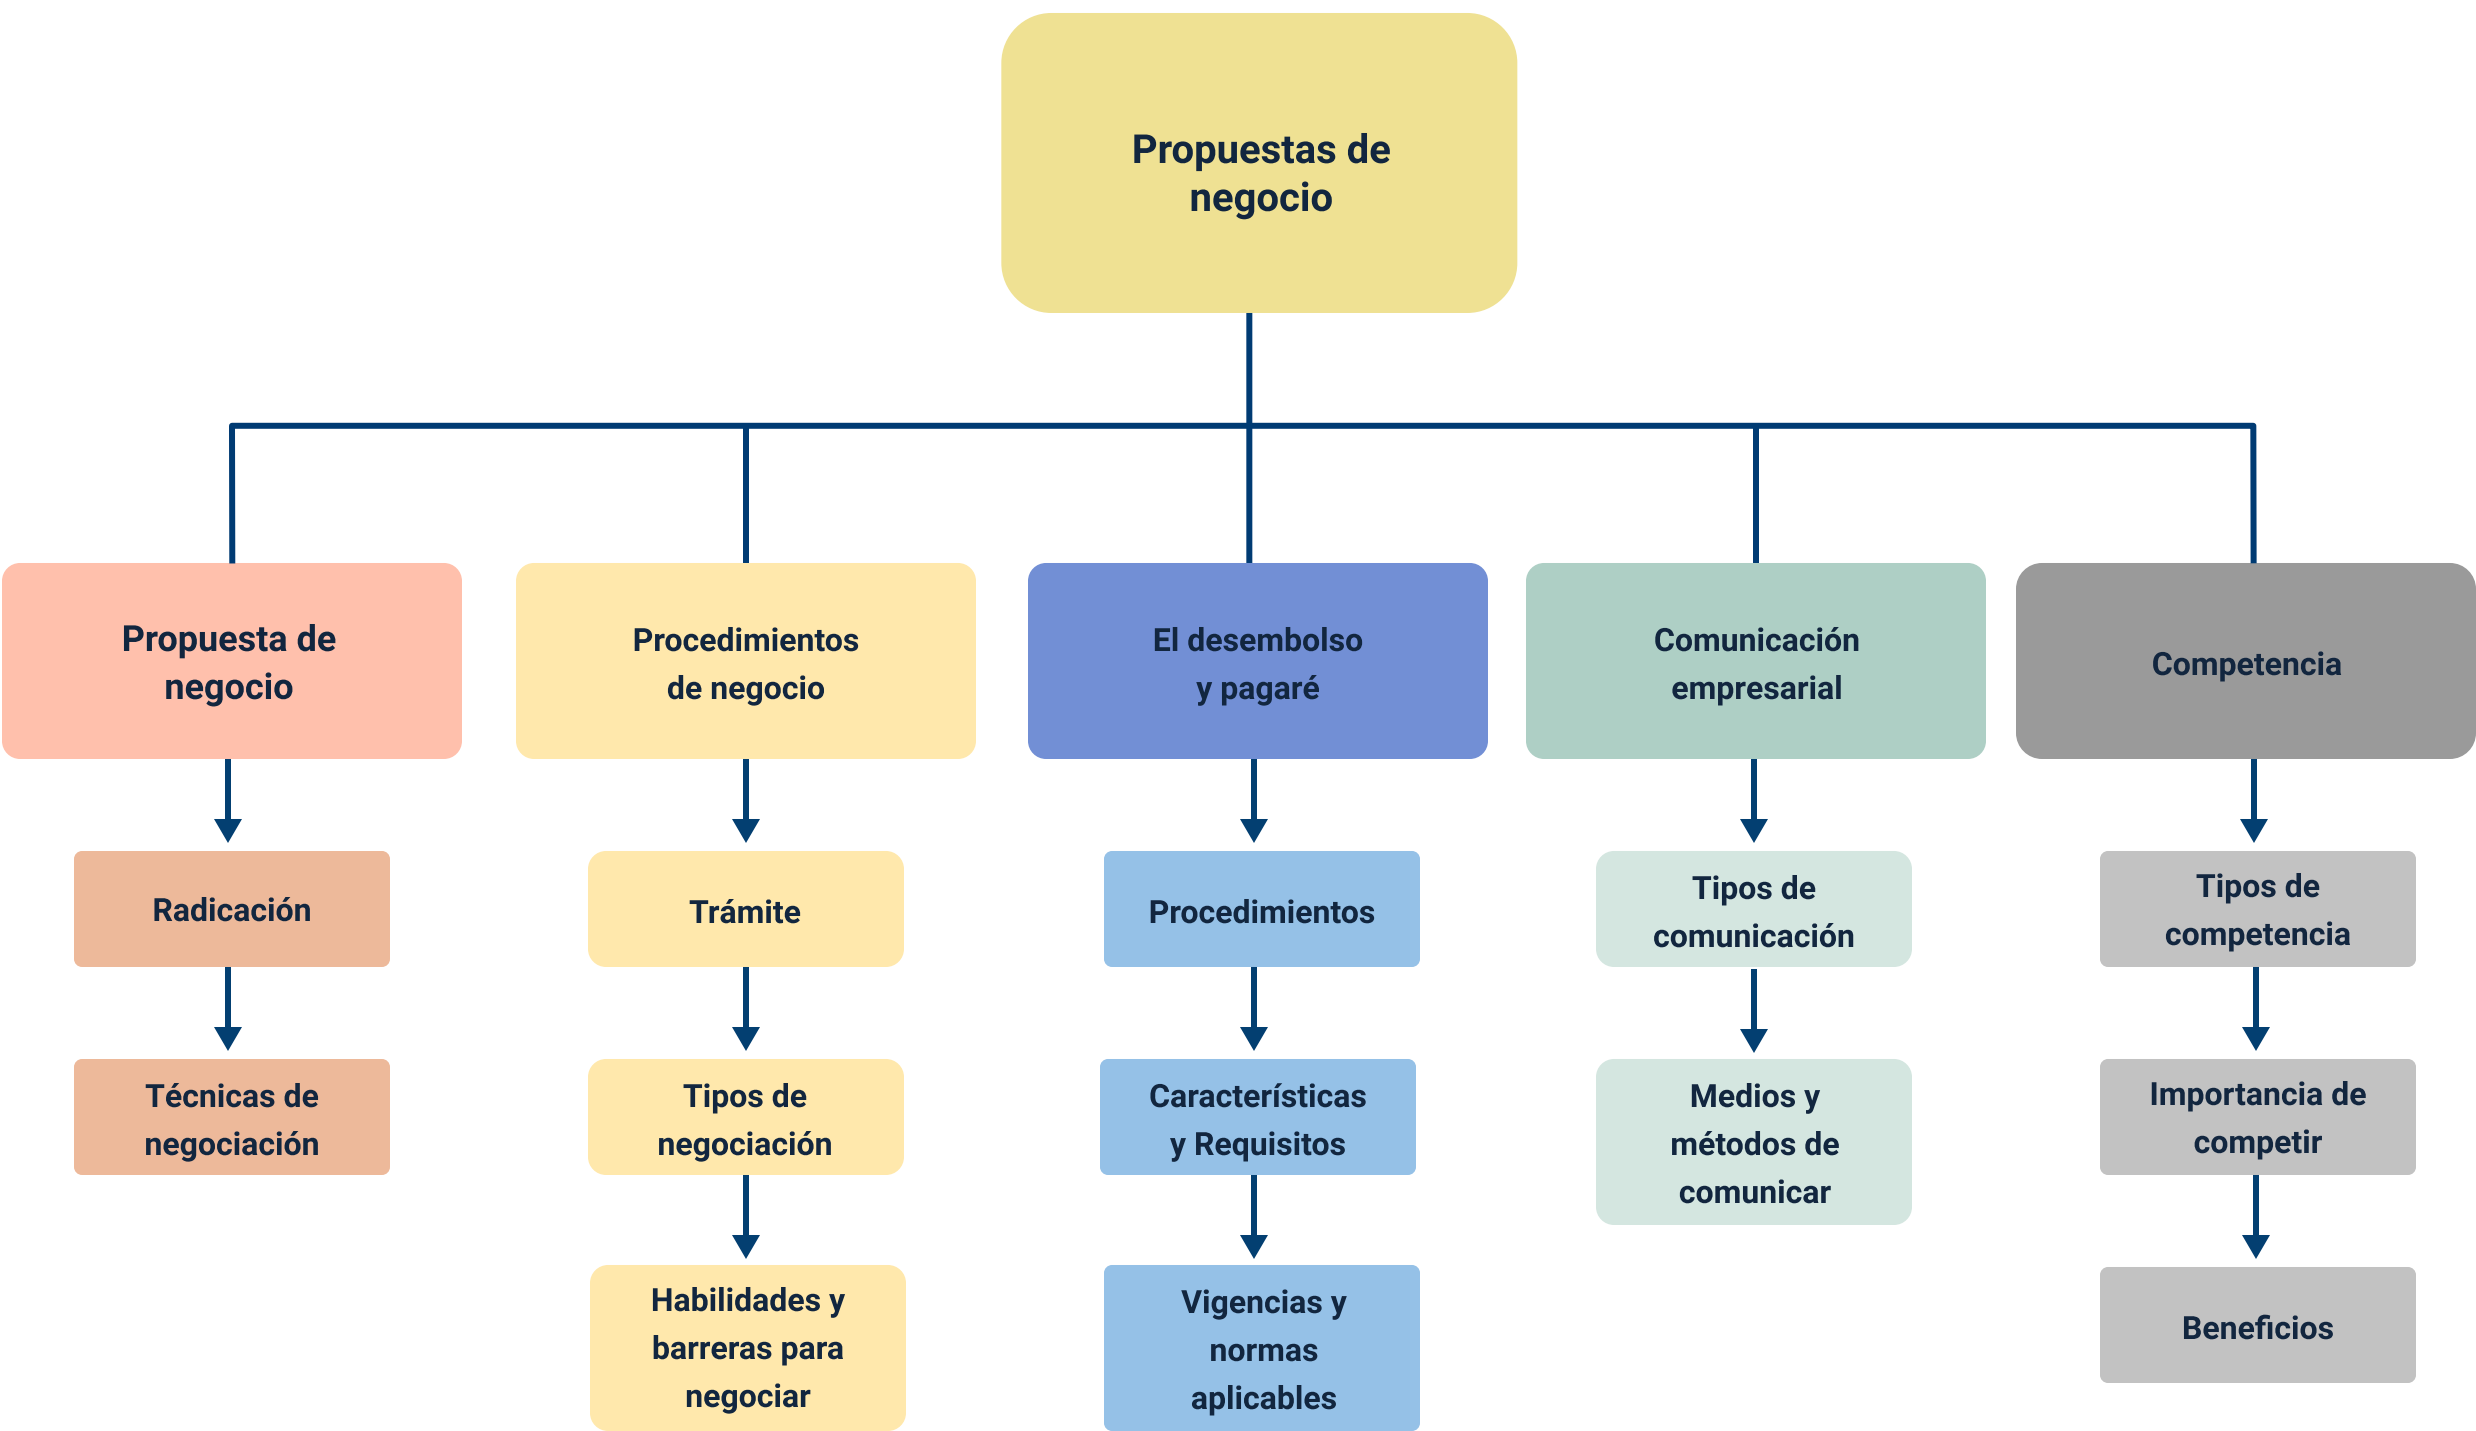 Propuestas de
negocio
Propuesta de
negocio
Radicación
Técnicas de
negociación
Procedimientos
de negocio
Trámite
Tipos de
negociación
Habilidades y
barreras para
negociar
El desembolso
y pagaré
Procedimientos
Características
y Requisitos
Vigencias y
normas
aplicables
Comunicación
empresarial
Tipos de
comunicación
Medios y
métodos de
comunicar
Competencia
Tipos de
competencia
Importancia de
competir
Beneficios